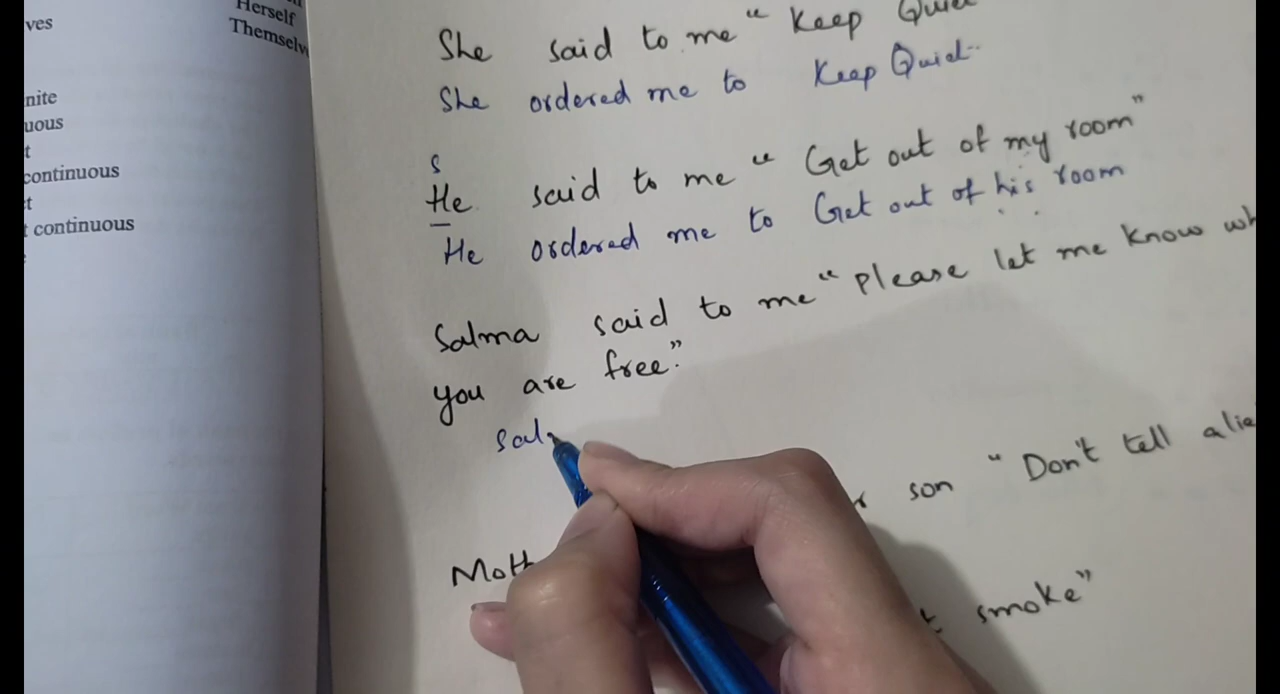 Herself
Themselv
ves
nite
uous
t
continuous
t
t continuous
She said to me “ Keep
She ordered me to Keep Quiet.
S
He said to me “ Get out of my room”
He ordered me to Get out of his room
Salma said to me “Please let me know wh
you are free.”
Sal
son “Don't tell a lie
Moth
smoke”